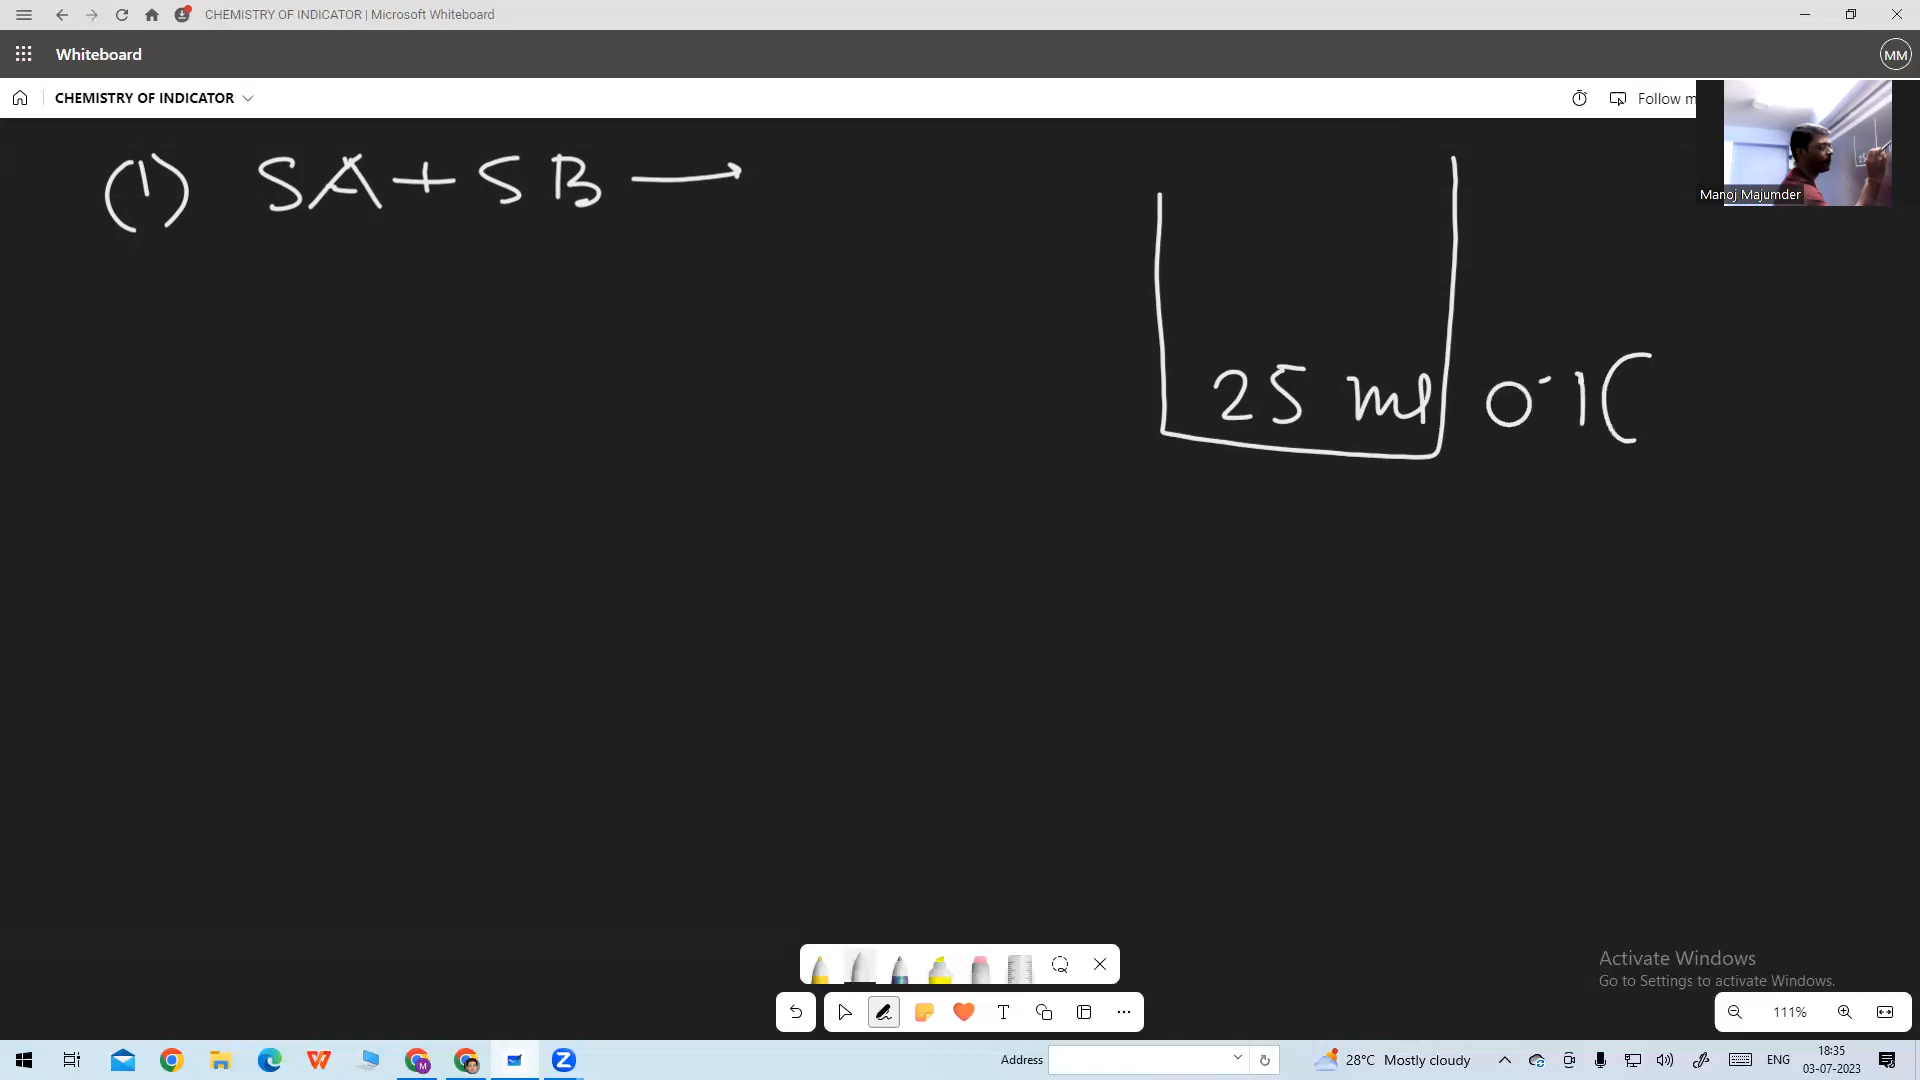 CHEMISTRY OF INDICATOR | Microsoft Whiteboard
Whiteboard
MM
CHEMISTRY OF INDICATOR
Follow m
Manoj Majumder
(1) SA + SB →
25 ml 0.1(
Activate Windows
Go to Settings to activate Windows.
T
111%
Address
28°C Mostly cloudy
ENG
18:35
03-07-2023